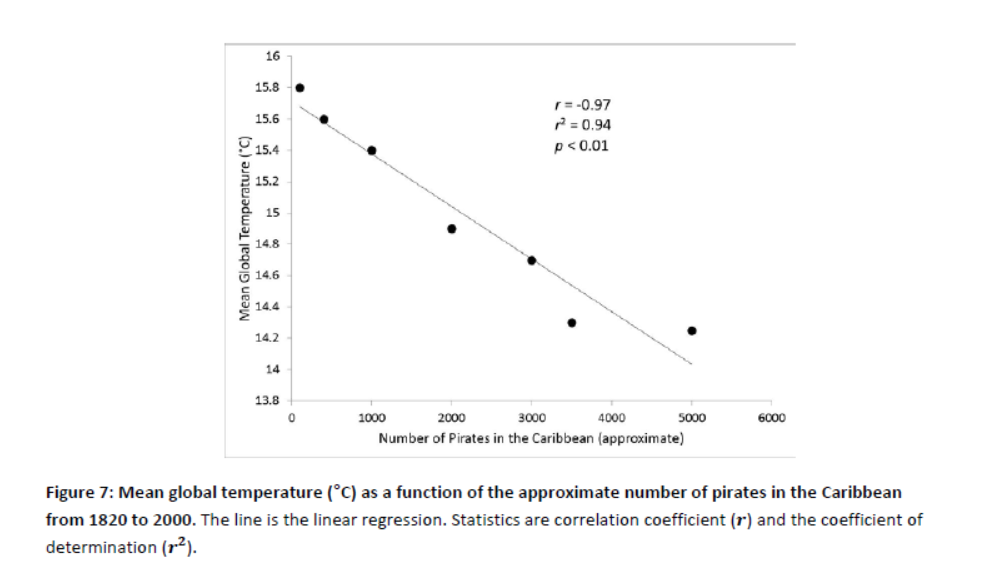 16
15.8
15.6
15.4
15.2
15
14.8
14.6
14.4
14.2
14
13.8
Mean Global Temperature (˚C)
r = -0.97
r² = 0.94
p < 0.01
0 1000 2000 3000 4000 5000 6000
Number of Pirates in the Caribbean (approximate)
Figure 7: Mean global temperature (˚C) as a function of the approximate number of pirates in the Caribbean
from 1820 to 2000. The line is the linear regression. Statistics are correlation coefficient (r) and the coefficient of
determination (r²).